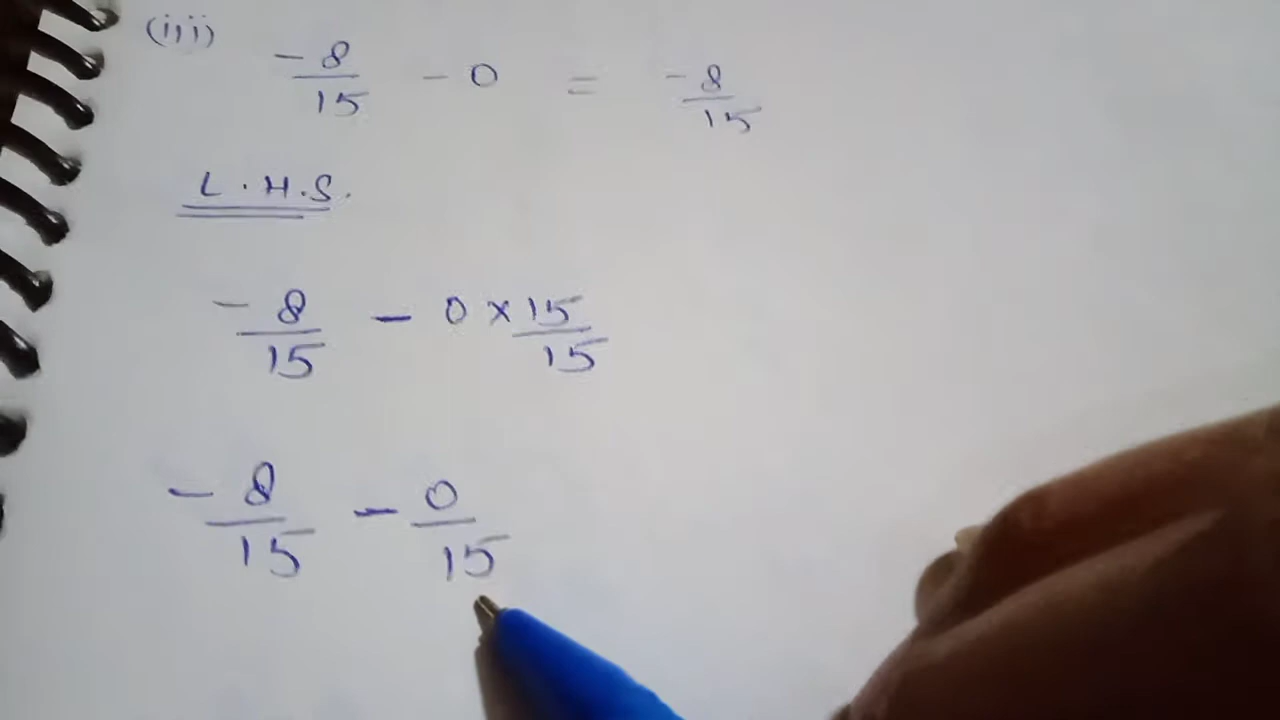 (iii)
-8/15 - 0 = -8/15
L.H.S.
-8/15 - 0 × 15/15
-8/15 - 0/15